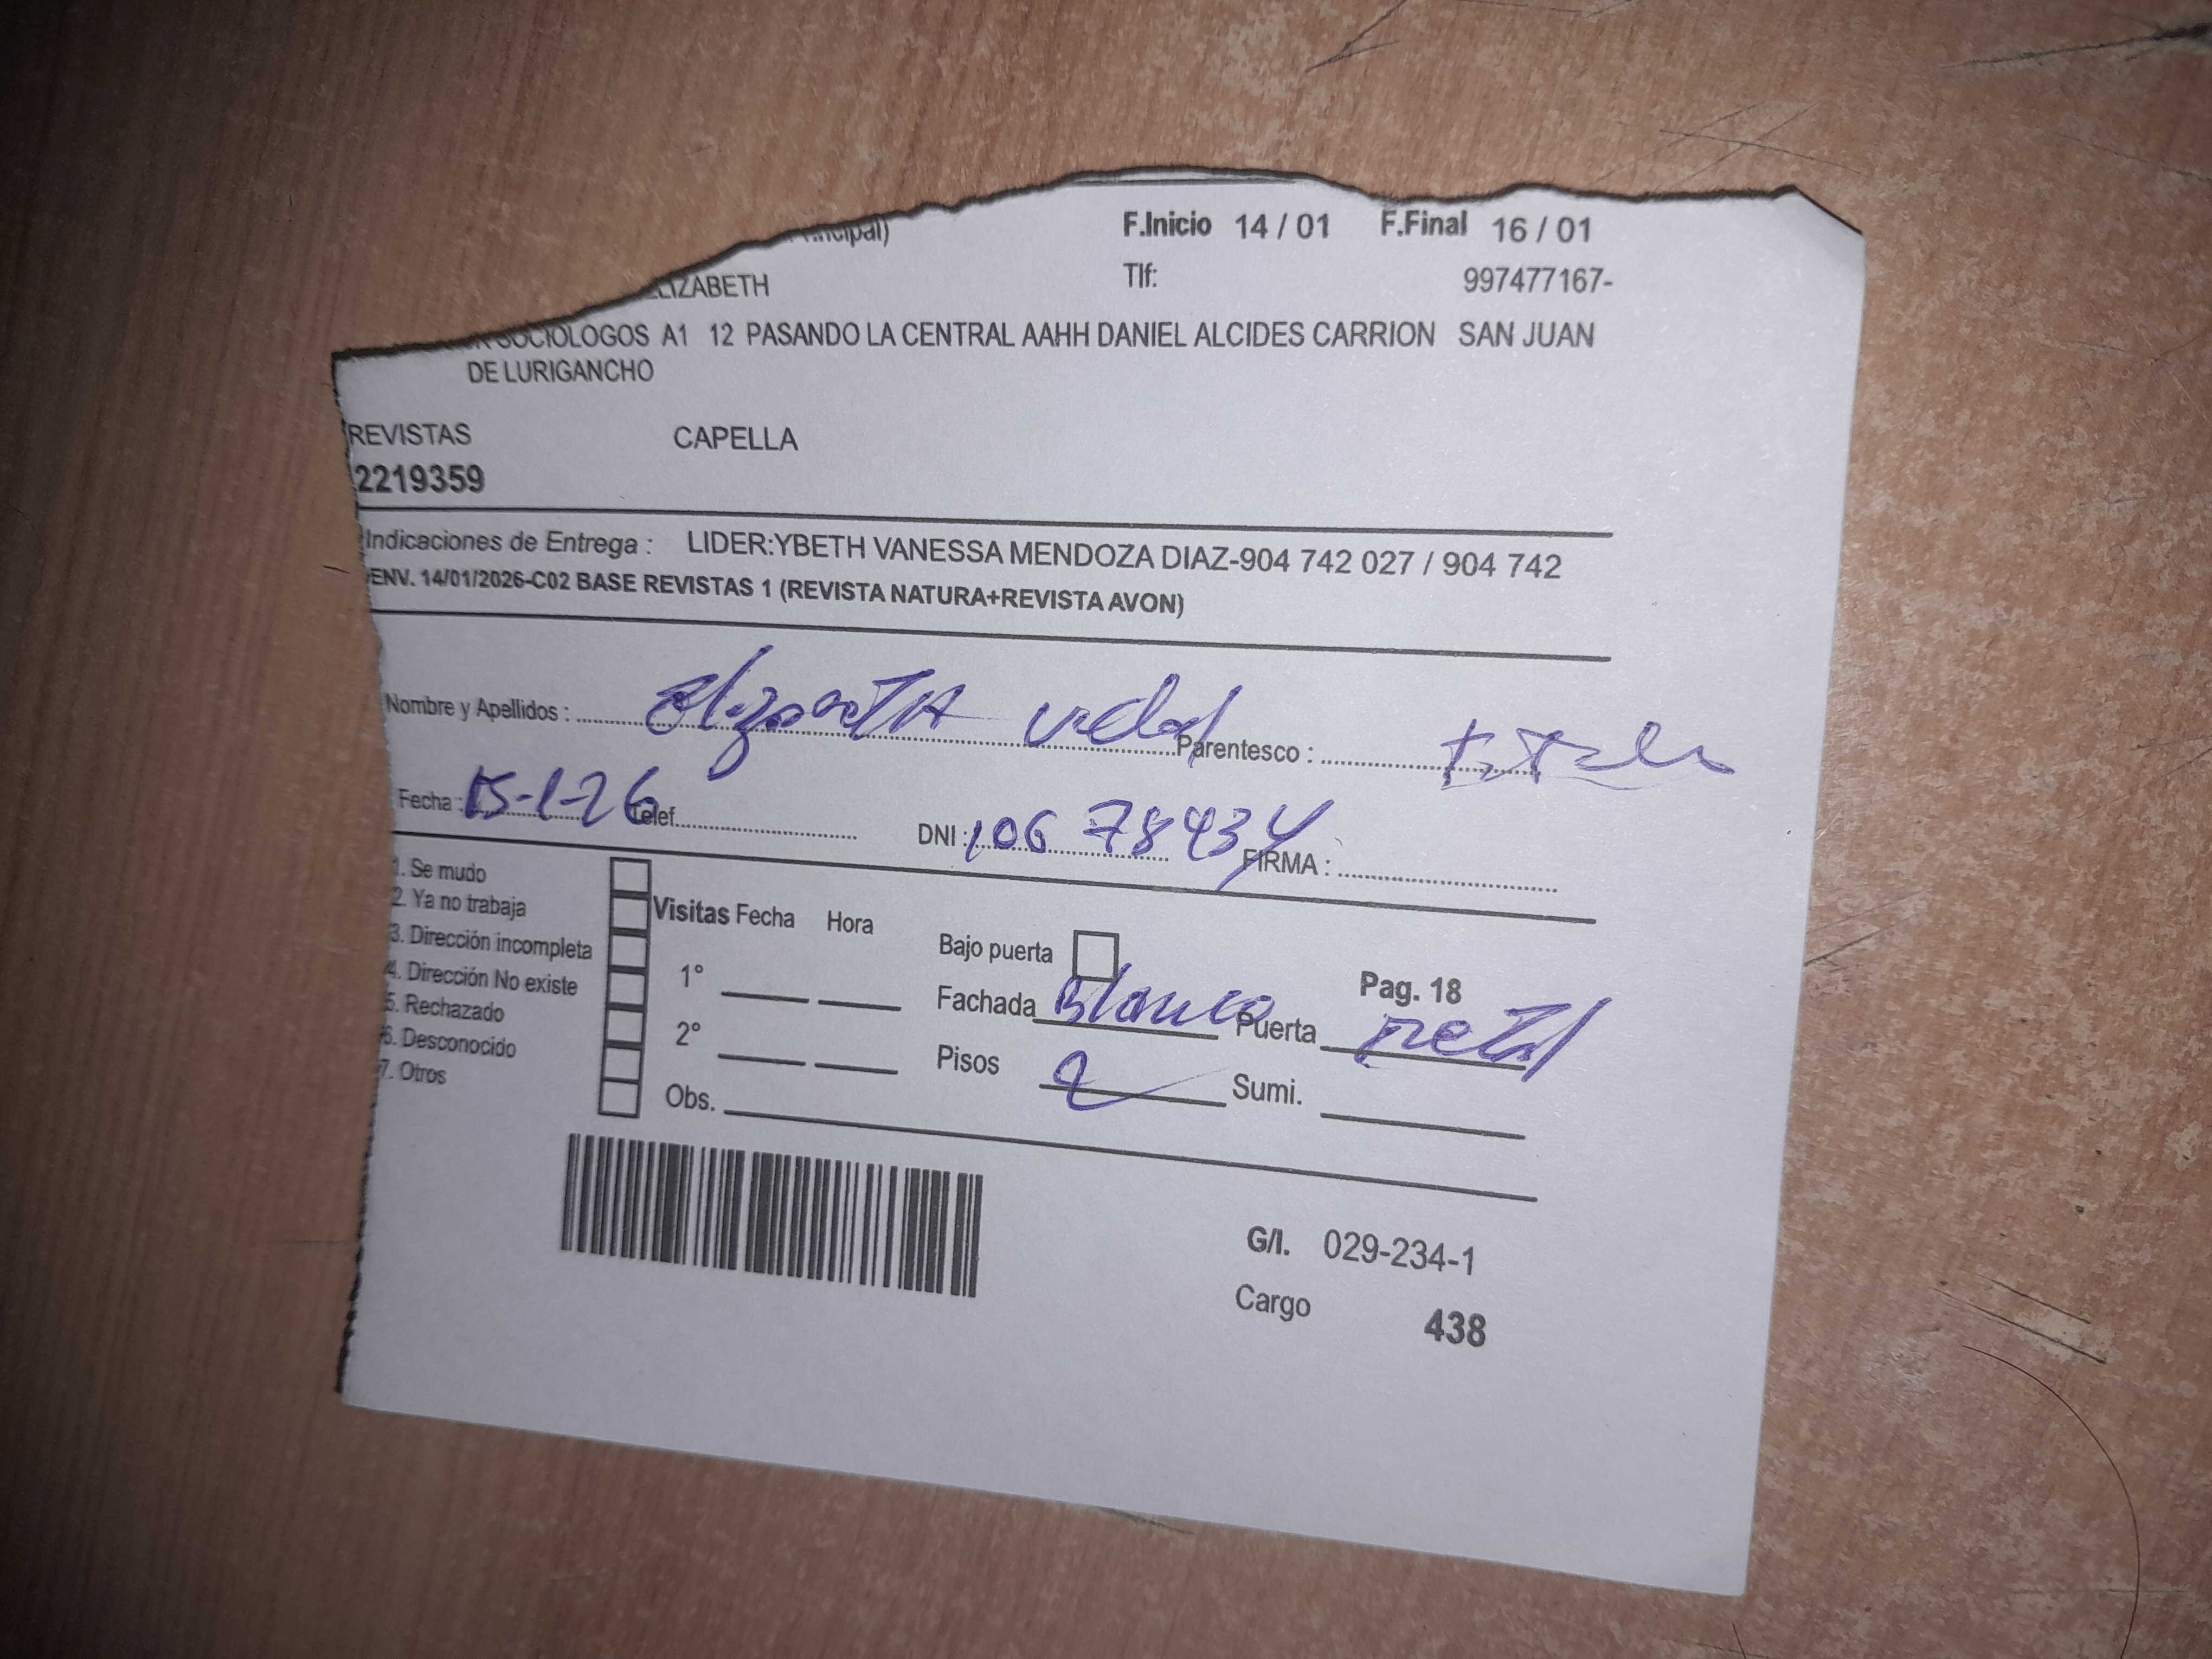 F.Inicio 14 / 01 F.Final 16 / 01
LIZABETH Tlf: 997477167-
SOCIOLOGOS A1 12 PASANDO LA CENTRAL AAHH DANIEL ALCIDES CARRION SAN JUAN
DE LURIGANCHO
REVISTAS CAPELLA
2219359
Indicaciones de Entrega : LIDER:YBETH VANESSA MENDOZA DIAZ-904 742 027 / 904 742
ENV. 14/01/2026-C02 BASE REVISTAS 1 (REVISTA NATURA+REVISTA AVON)
Nombre y Apellidos : ElizabeTH Vidal Parentesco :
Fecha : 15-1-26 Telef. DNI : 10678434 FIRMA :
1. Se mudo
2. Ya no trabaja
3. Dirección incompleta
4. Dirección No existe
5. Rechazado
6. Desconocido
7. Otros
Visitas Fecha Hora
1°
2°
Obs.
Bajo puerta Pag. 18
Fachada Blanco Puerta metal
Pisos 2 Sumi.
G/I. 029-234-1
Cargo 438